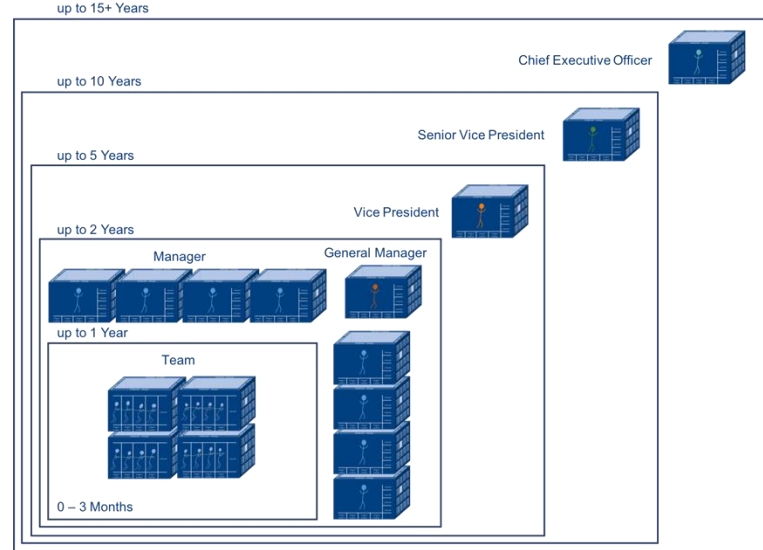 up to 15+ Years
Chief Executive Officer
up to 10 Years
Senior Vice President
up to 5 Years
Vice President
up to 2 Years
Manager
General Manager
up to 1 Year
Team
0 – 3 Months